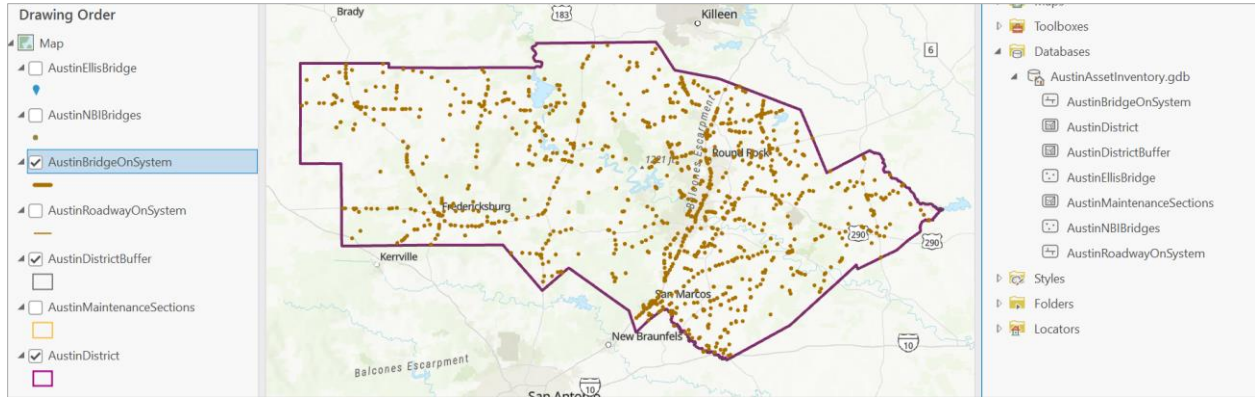 Drawing Order
Map
AustinEllisBridge
AustinNBIBridges
AustinBridgeOnSystem
AustinRoadwayOnSystem
AustinDistrictBuffer
AustinMaintenanceSections
AustinDistrict
Brady
183
Killeen
6
Balcones Escarpment
1221 ft
Round Rock
Fredericksburg
290
290
Kerrville
San Marcos
New Braunfels
10
Balcones Escarpment
10
San Antonio
Maps
Toolboxes
Databases
AustinAssetInventory.gdb
AustinBridgeOnSystem
AustinDistrict
AustinDistrictBuffer
AustinEllisBridge
AustinMaintenanceSections
AustinNBIBridges
AustinRoadwayOnSystem
Styles
Folders
Locators